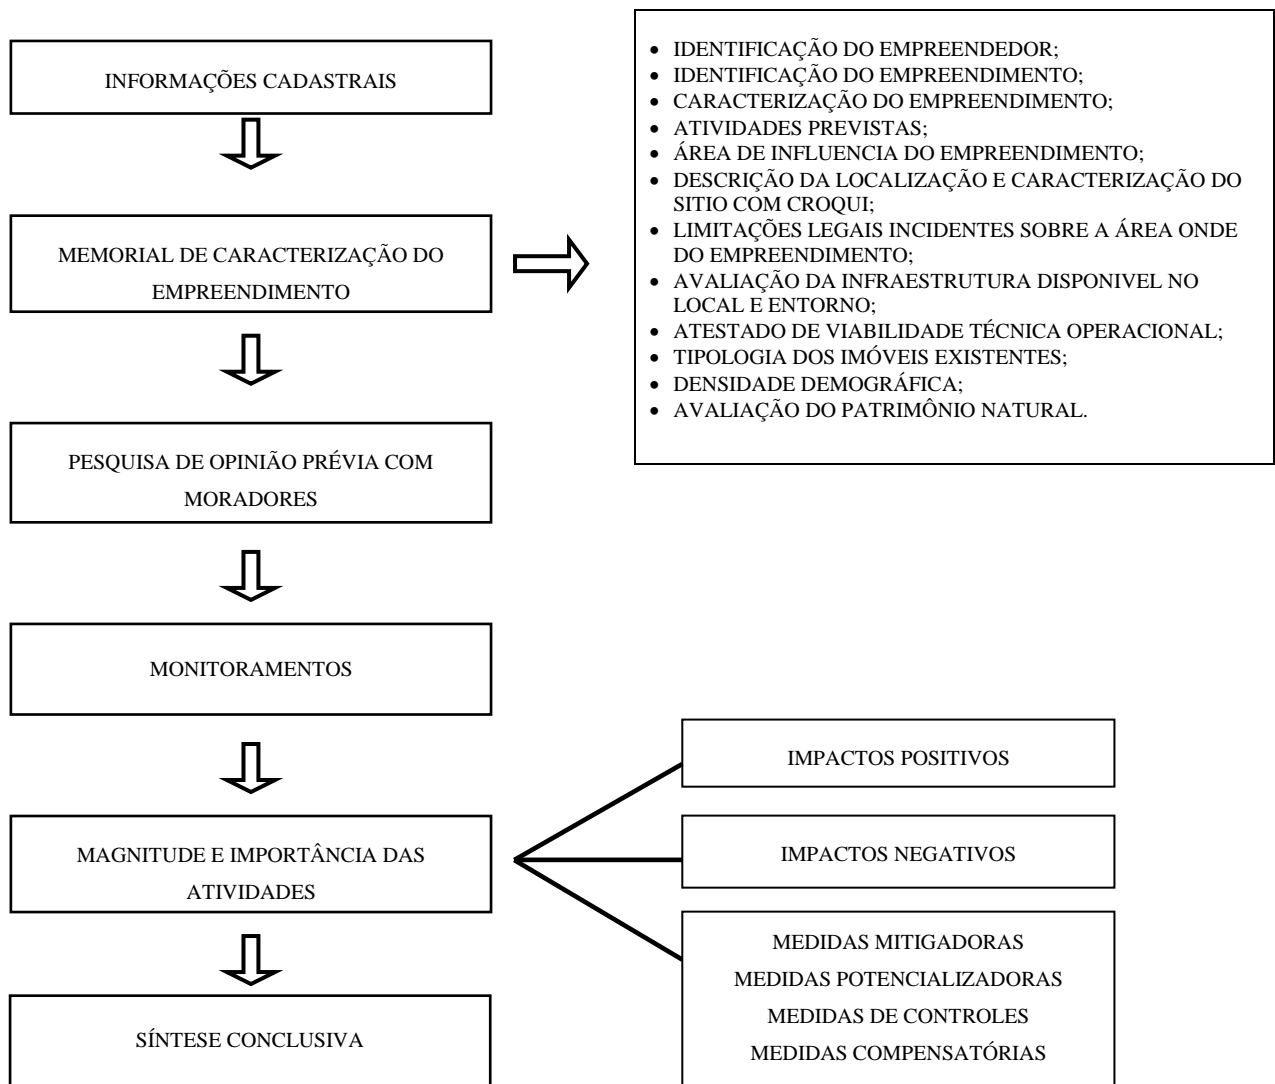 INFORMAÇÕES CADASTRAIS
• IDENTIFICAÇÃO DO EMPREENDEDOR;
• IDENTIFICAÇÃO DO EMPREENDIMENTO;
• CARACTERIZAÇÃO DO EMPREENDIMENTO;
• ATIVIDADES PREVISTAS;
• ÁREA DE INFLUENCIA DO EMPREENDIMENTO;
• DESCRIÇÃO DA LOCALIZAÇÃO E CARACTERIZAÇÃO DO
SITIO COM CROQUI;
• LIMITAÇÕES LEGAIS INCIDENTES SOBRE A ÁREA ONDE
DO EMPREENDIMENTO;
• AVALIAÇÃO DA INFRAESTRUTURA DISPONIVEL NO
LOCAL E ENTORNO;
• ATESTADO DE VIABILIDADE TÉCNICA OPERACIONAL;
• TIPOLOGIA DOS IMÓVEIS EXISTENTES;
• DENSIDADE DEMOGRÁFICA;
• AVALIAÇÃO DO PATRIMÔNIO NATURAL.
MEMORIAL DE CARACTERIZAÇÃO DO
EMPREENDIMENTO
PESQUISA DE OPINIÃO PRÉVIA COM
MORADORES
MONITORAMENTOS
MAGNITUDE E IMPORTÂNCIA DAS
ATIVIDADES
IMPACTOS POSITIVOS
IMPACTOS NEGATIVOS
MEDIDAS MITIGADORAS
MEDIDAS POTENCIALIZADORAS
MEDIDAS DE CONTROLES
MEDIDAS COMPENSATÓRIAS
SÍNTESE CONCLUSIVA